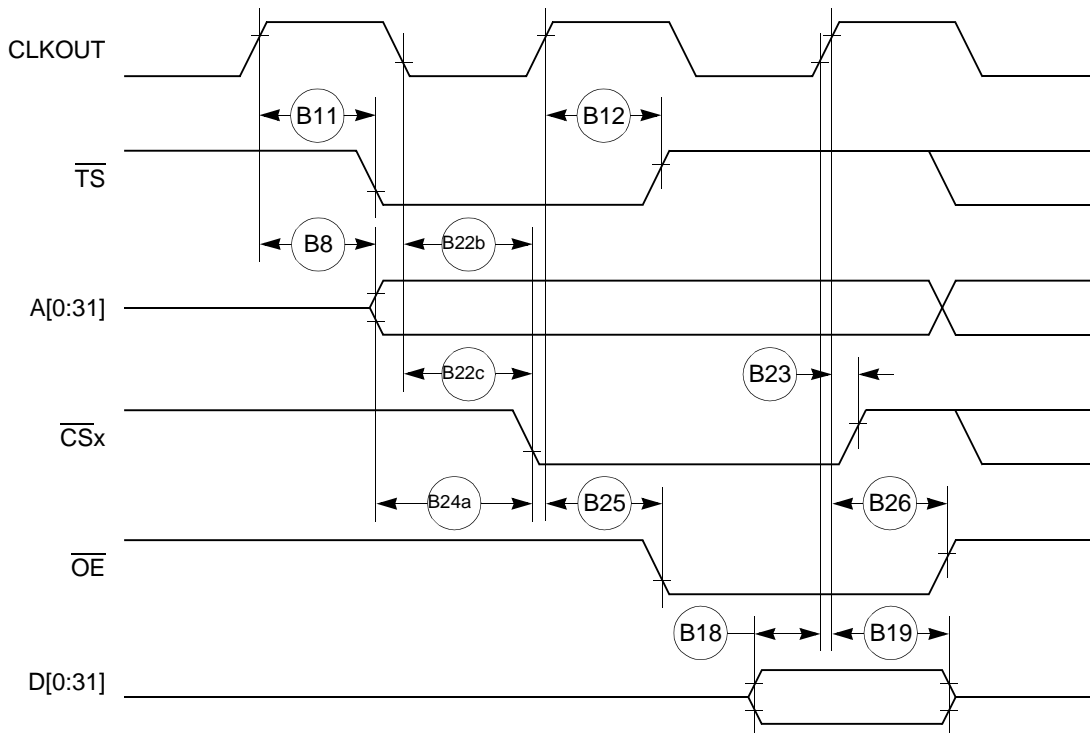 CLKOUT
B11
B12
TS
B8
B22b
A[0:31]
B22c
B23
CSx
B24a
B25
B26
OE
B18
B19
D[0:31]